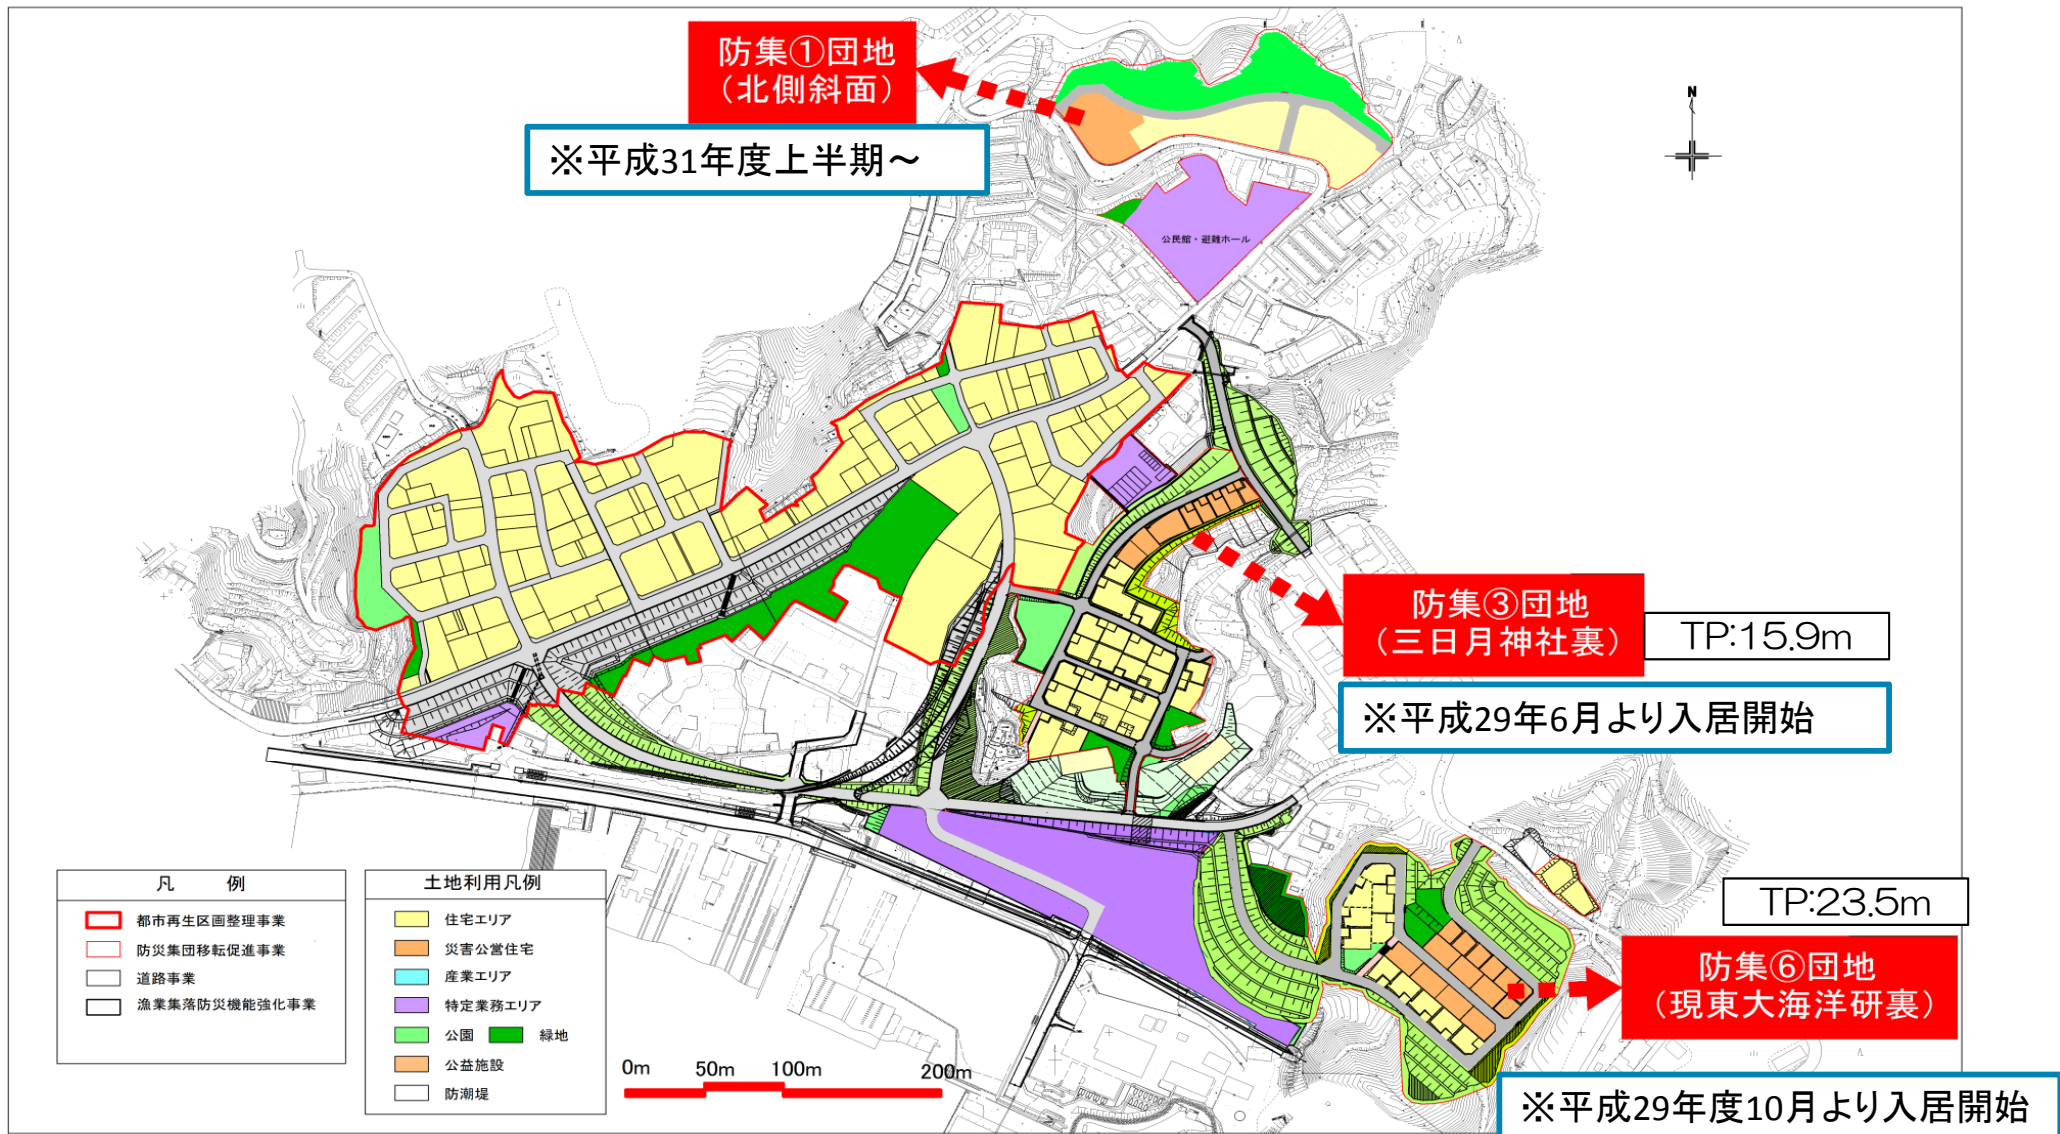 防集①団地
（北側斜面）
※平成31年度上半期～
N
公民館・避難ホール
防集③団地
（三日月神社裏）
TP:15.9m
※平成29年6月より入居開始
TP:23.5m
防集⑥団地
（現東大海洋研裏）
※平成29年度10月より入居開始
凡　例
都市再生区画整理事業
防災集団移転促進事業
道路事業
漁業集落防災機能強化事業
土地利用凡例
住宅エリア
災害公営住宅
産業エリア
特定業務エリア
公園　緑地
公益施設
防潮堤
0m 50m 100m 200m